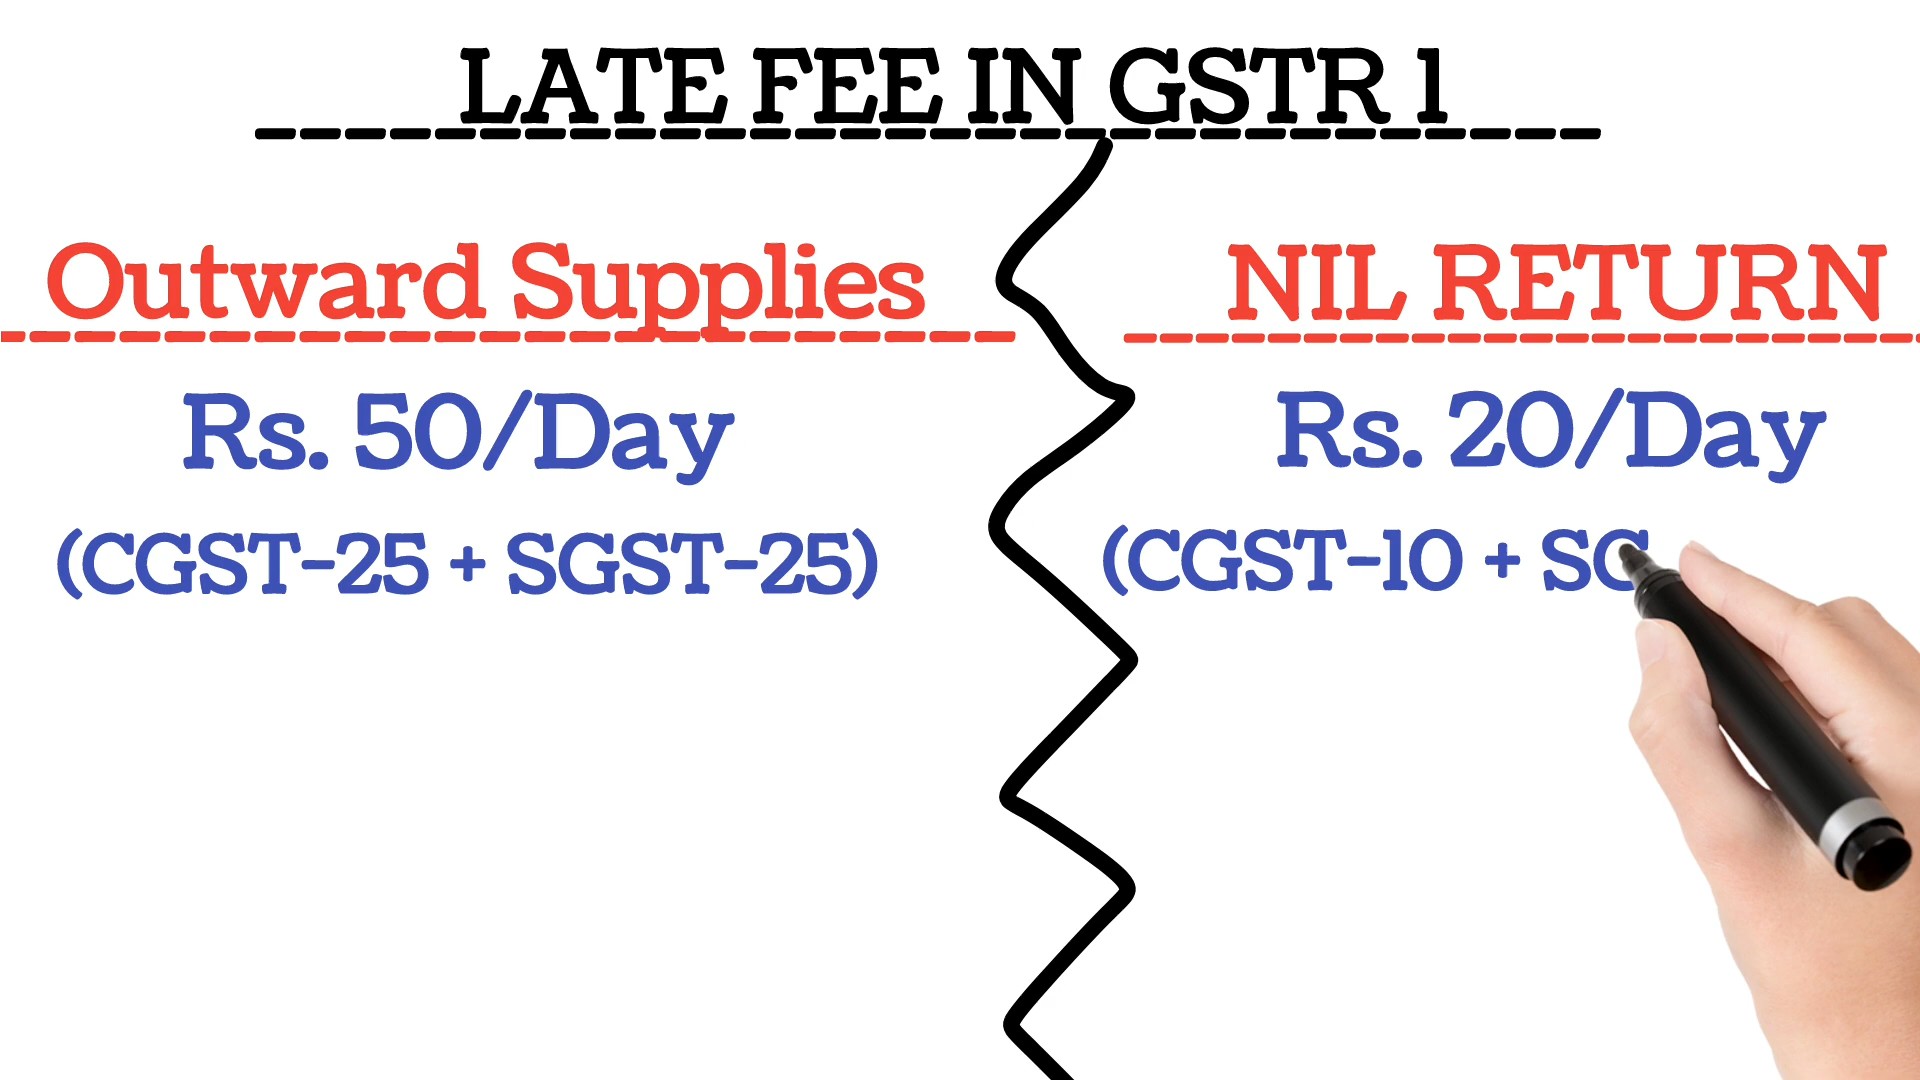 LATE FEE IN GSTR 1
Outward Supplies
Rs. 50/Day
(CGST-25 + SGST-25)
NIL RETURN
Rs. 20/Day
(CGST-10 + SG